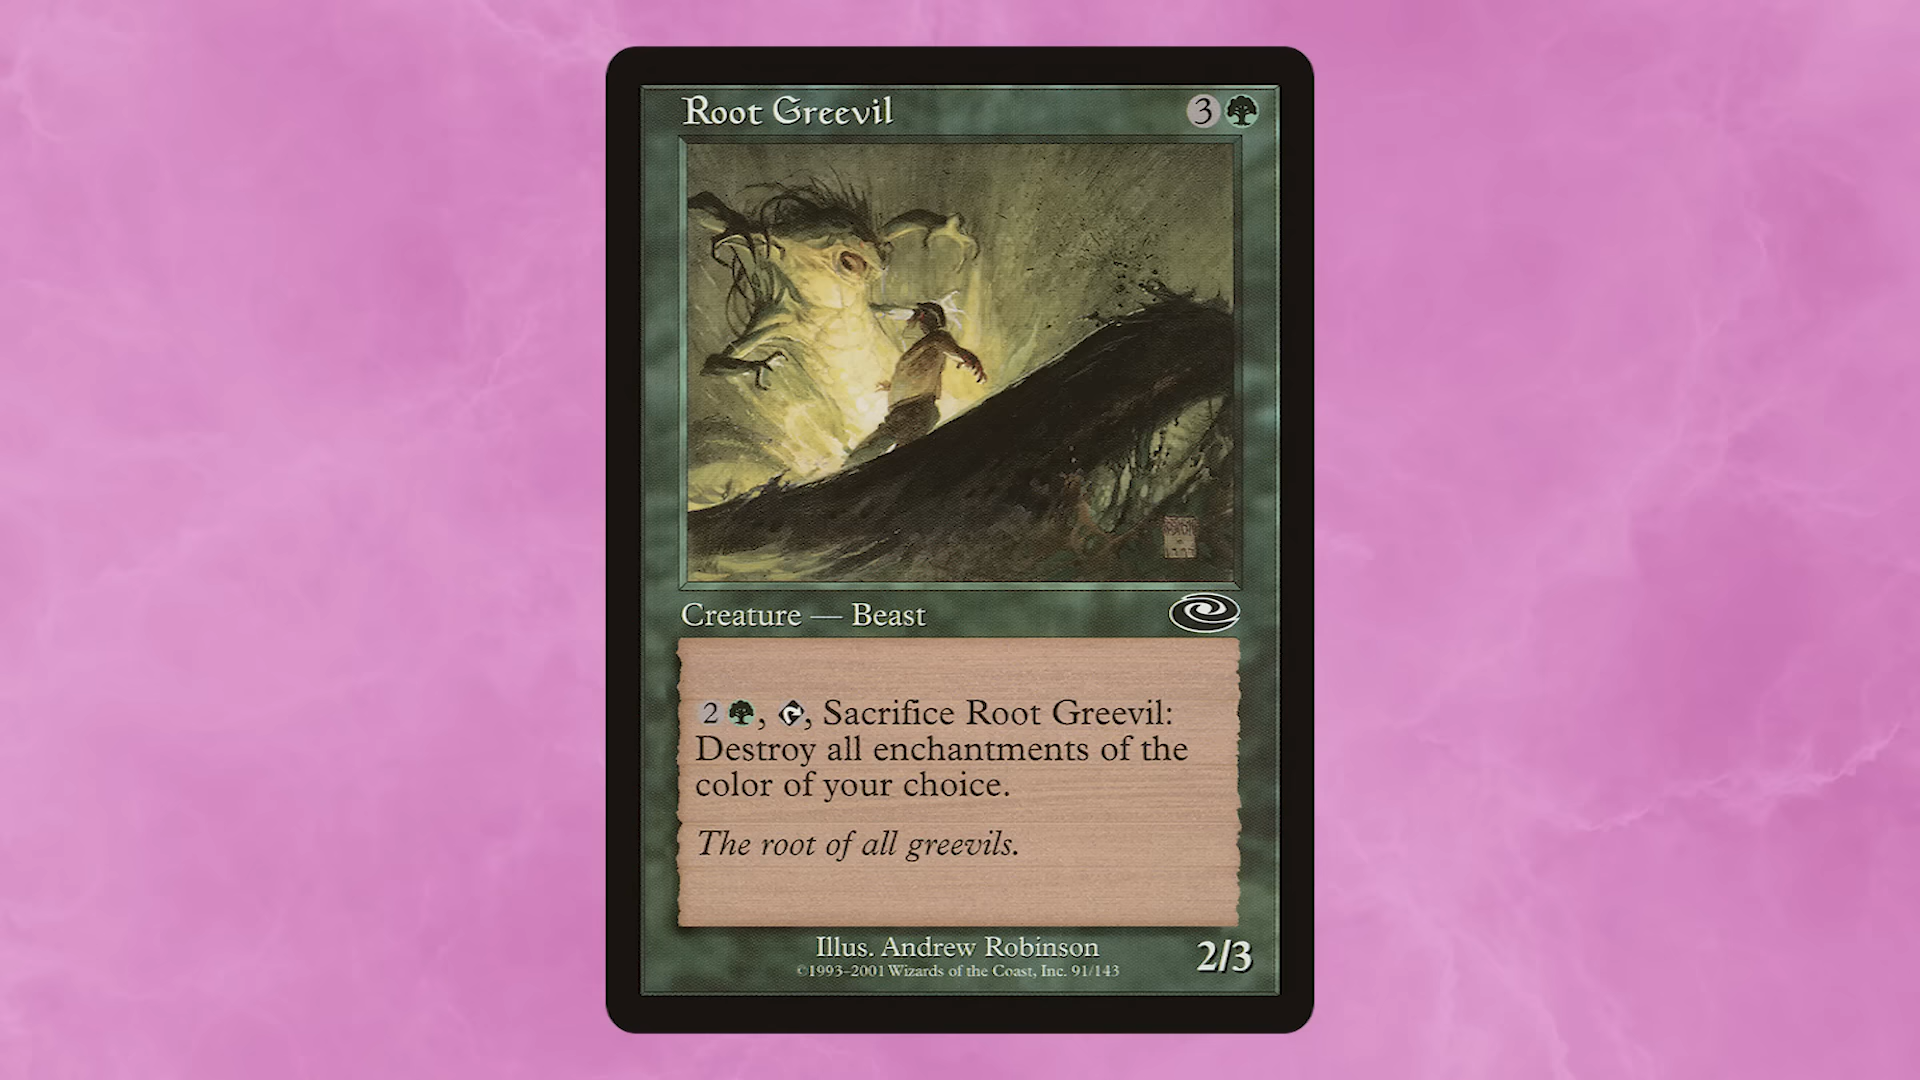 Root Greevil 3
Creature — Beast
2, , Sacrifice Root Greevil:
Destroy all enchantments of the
color of your choice.
The root of all greevils.
Illus. Andrew Robinson
©1993–2001 Wizards of the Coast, Inc. 91/143
2/3